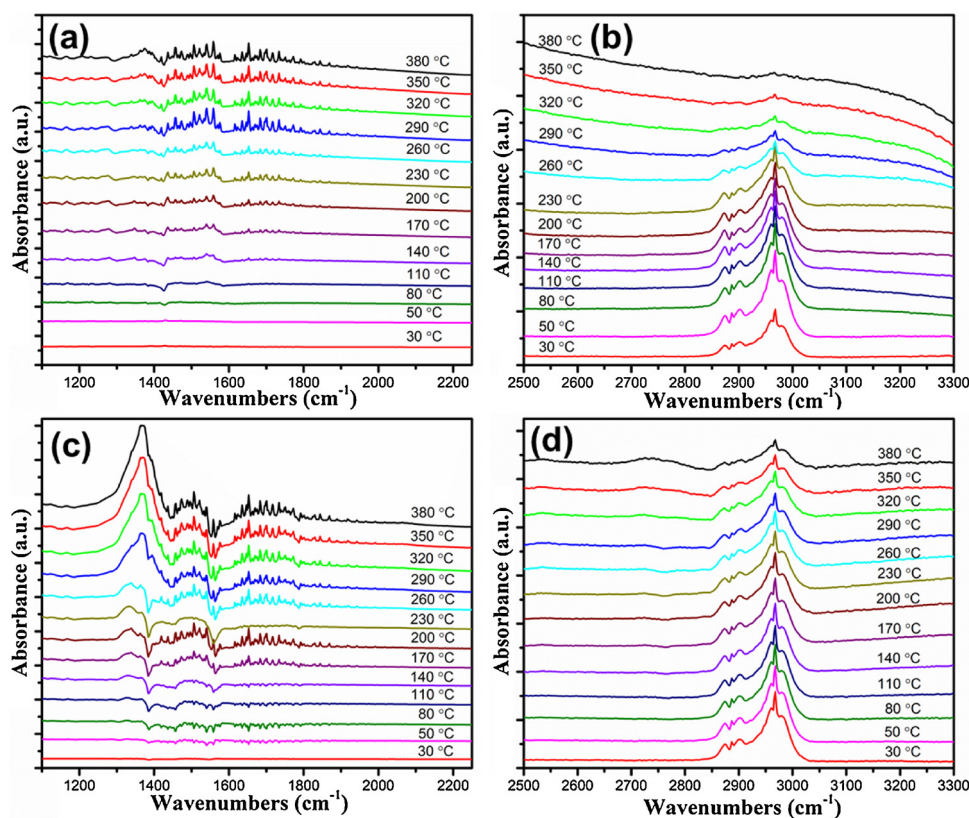 (a)
380 °C
350 °C
320 °C
290 °C
260 °C
230 °C
200 °C
170 °C
140 °C
110 °C
80 °C
50 °C
30 °C
Absorbance (a.u.)
1200 1400 1600 1800 2000 2200
Wavenumbers (cm⁻¹)
(b)
380 °C
350 °C
320 °C
290 °C
260 °C
230 °C
200 °C
170 °C
140 °C
110 °C
80 °C
50 °C
30 °C
Absorbance (a.u.)
2500 2600 2700 2800 2900 3000 3100 3200 3300
Wavenumbers (cm⁻¹)
(c)
380 °C
350 °C
320 °C
290 °C
260 °C
230 °C
200 °C
170 °C
140 °C
110 °C
80 °C
50 °C
30 °C
Absorbance (a.u.)
1200 1400 1600 1800 2000 2200
Wavenumbers (cm⁻¹)
(d)
380 °C
350 °C
320 °C
290 °C
260 °C
230 °C
200 °C
170 °C
140 °C
110 °C
80 °C
50 °C
30 °C
Absorbance (a.u.)
2500 2600 2700 2800 2900 3000 3100 3200 3300
Wavenumbers (cm⁻¹)